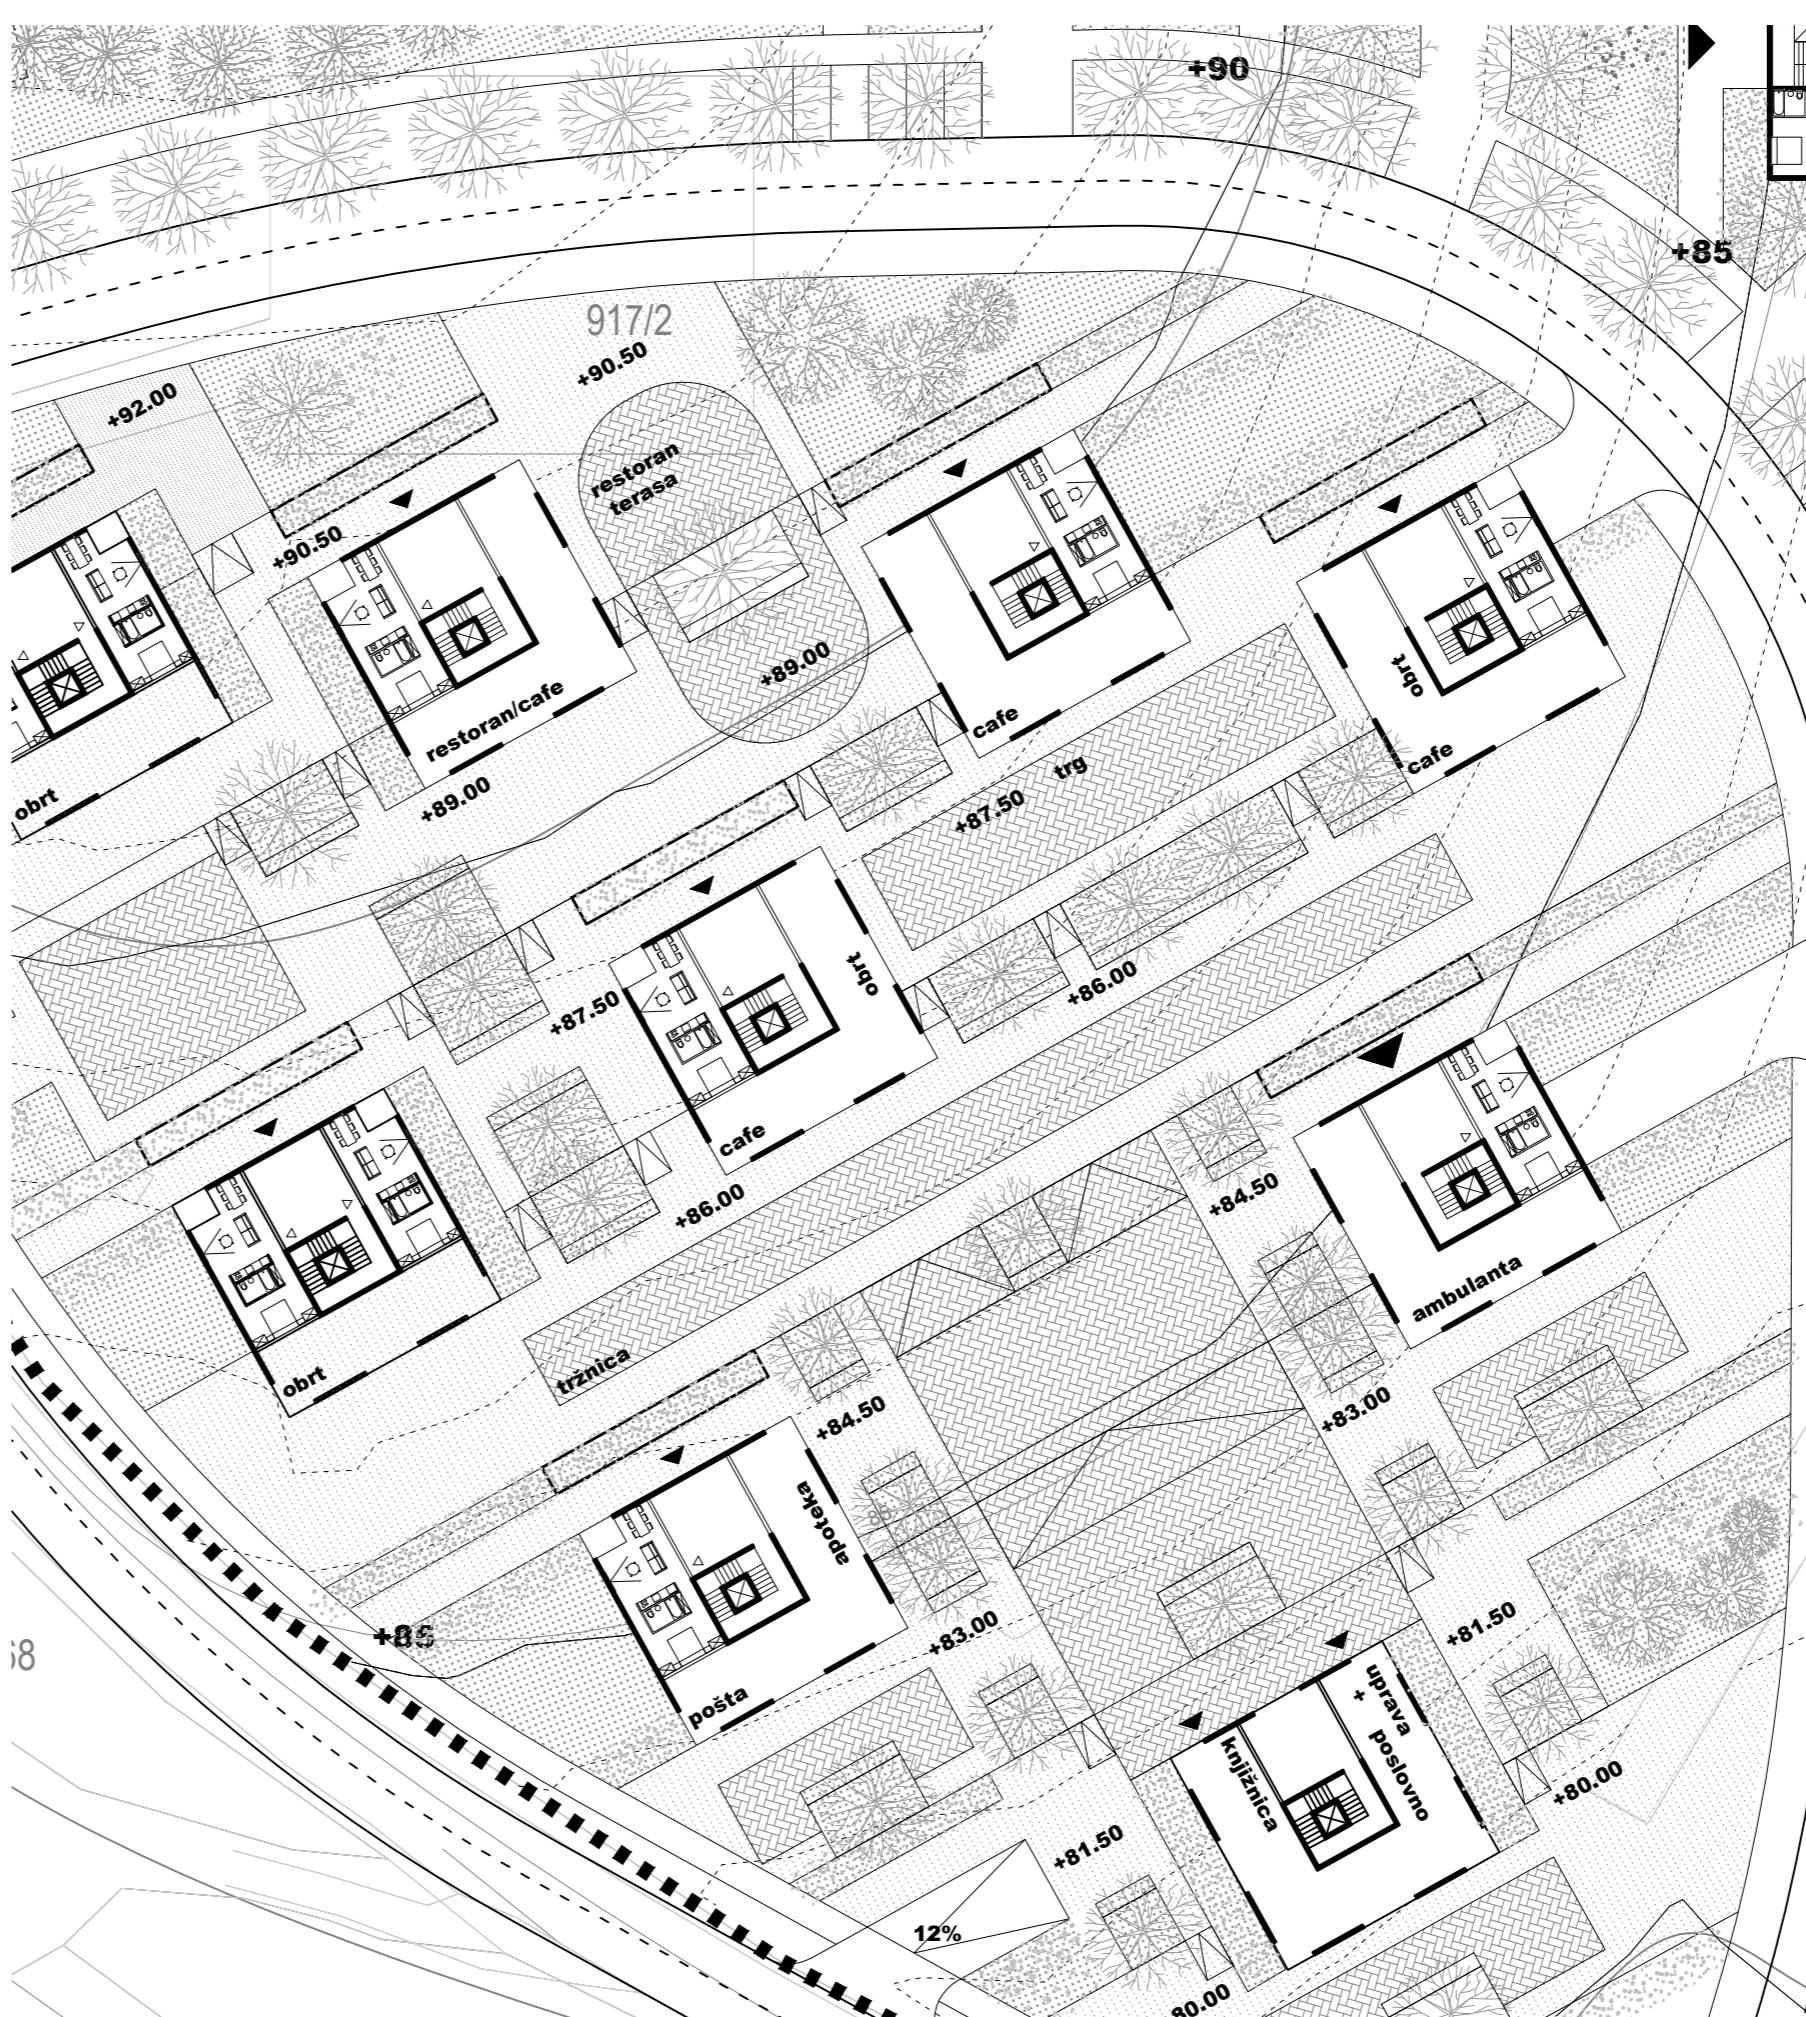 +90
+85
917/2
+90.50
+92.00
restoran
terasa
+90.50
+89.00
restoran/cafe
+89.00
obrt
cafe
obrt
cafe
trg
+87.50
obrt
+87.50
+86.00
cafe
+86.00
+84.50
ambulanta
obrt
tržnica
+84.50
+83.00
apoteka
+83.00
+81.50
+85
pošta
uprava
+
poslovno
knjižnica
+80.00
+81.50
12%
80.00